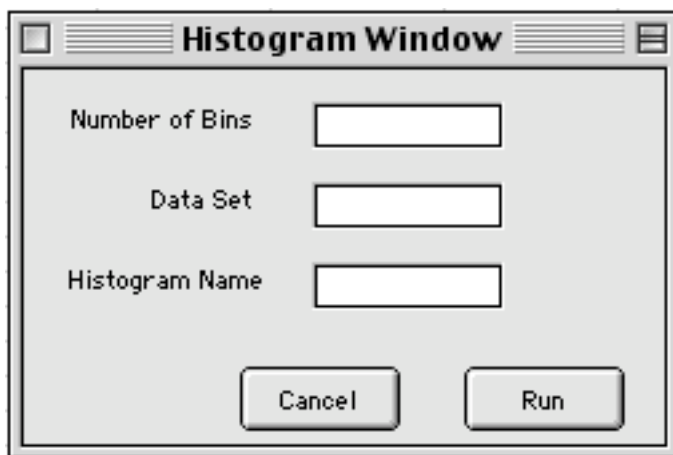 Histogram Window
Number of Bins
Data Set
Histogram Name
Cancel Run